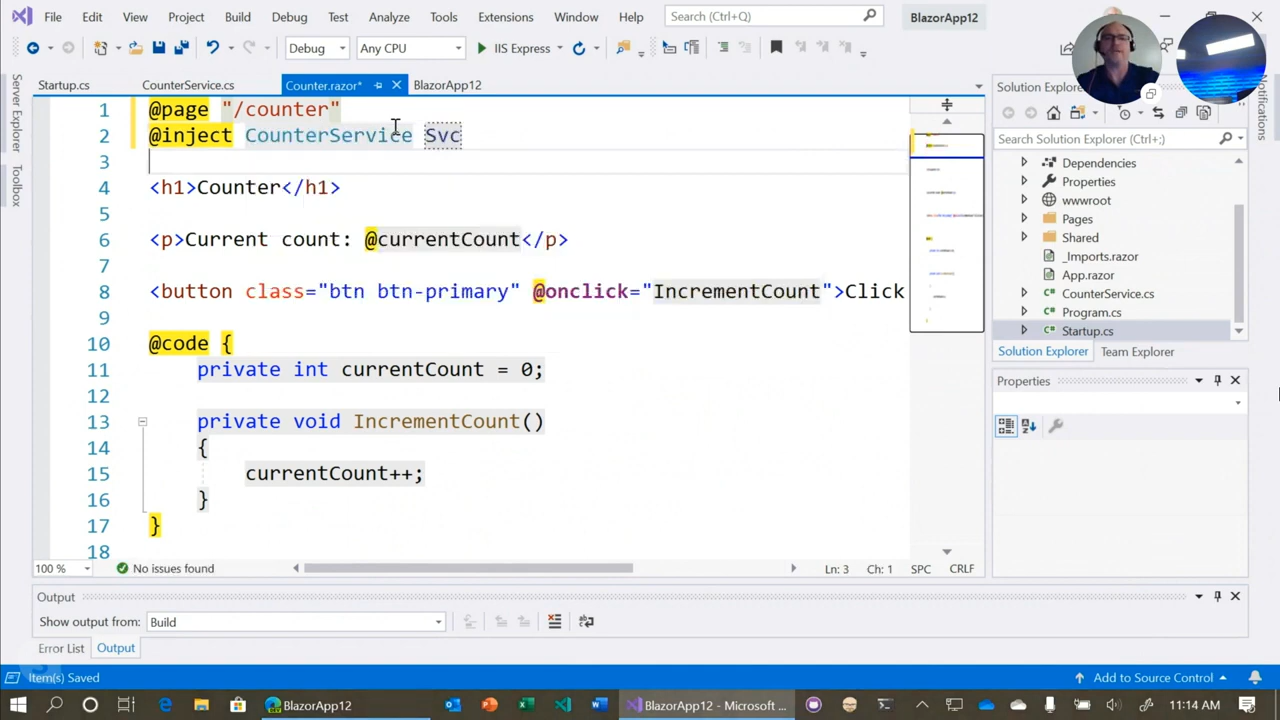 File Edit View Project Build Debug Test Analyze Tools Extensions Window Help Search (Ctrl+Q) BlazorApp12
Debug Any CPU IIS Express
Startup.cs CounterService.cs Counter.razor* BlazorApp12
Server Explorer
Toolbox
Notifications
1 @page "/counter"
2 @inject CounterService Svc
3
4 <h1>Counter</h1>
5
6 <p>Current count: @currentCount</p>
7
8 <button class="btn btn-primary" @onclick="IncrementCount">Click
9
10 @code {
11 private int currentCount = 0;
12
13 private void IncrementCount()
14 {
15 currentCount++;
16 }
17 }
18
100 % No issues found Ln: 3 Ch: 1 SPC CRLF
Solution Explorer
Search Solution Explorer (Ctrl+;)
Dependencies
Properties
wwwroot
Pages
Shared
_Imports.razor
App.razor
CounterService.cs
Program.cs
Startup.cs
Solution Explorer Team Explorer
Properties
Output
Show output from: Build
Error List Output
Item(s) Saved Add to Source Control
BlazorApp12 BlazorApp12 - Microsoft ... 11:14 AM